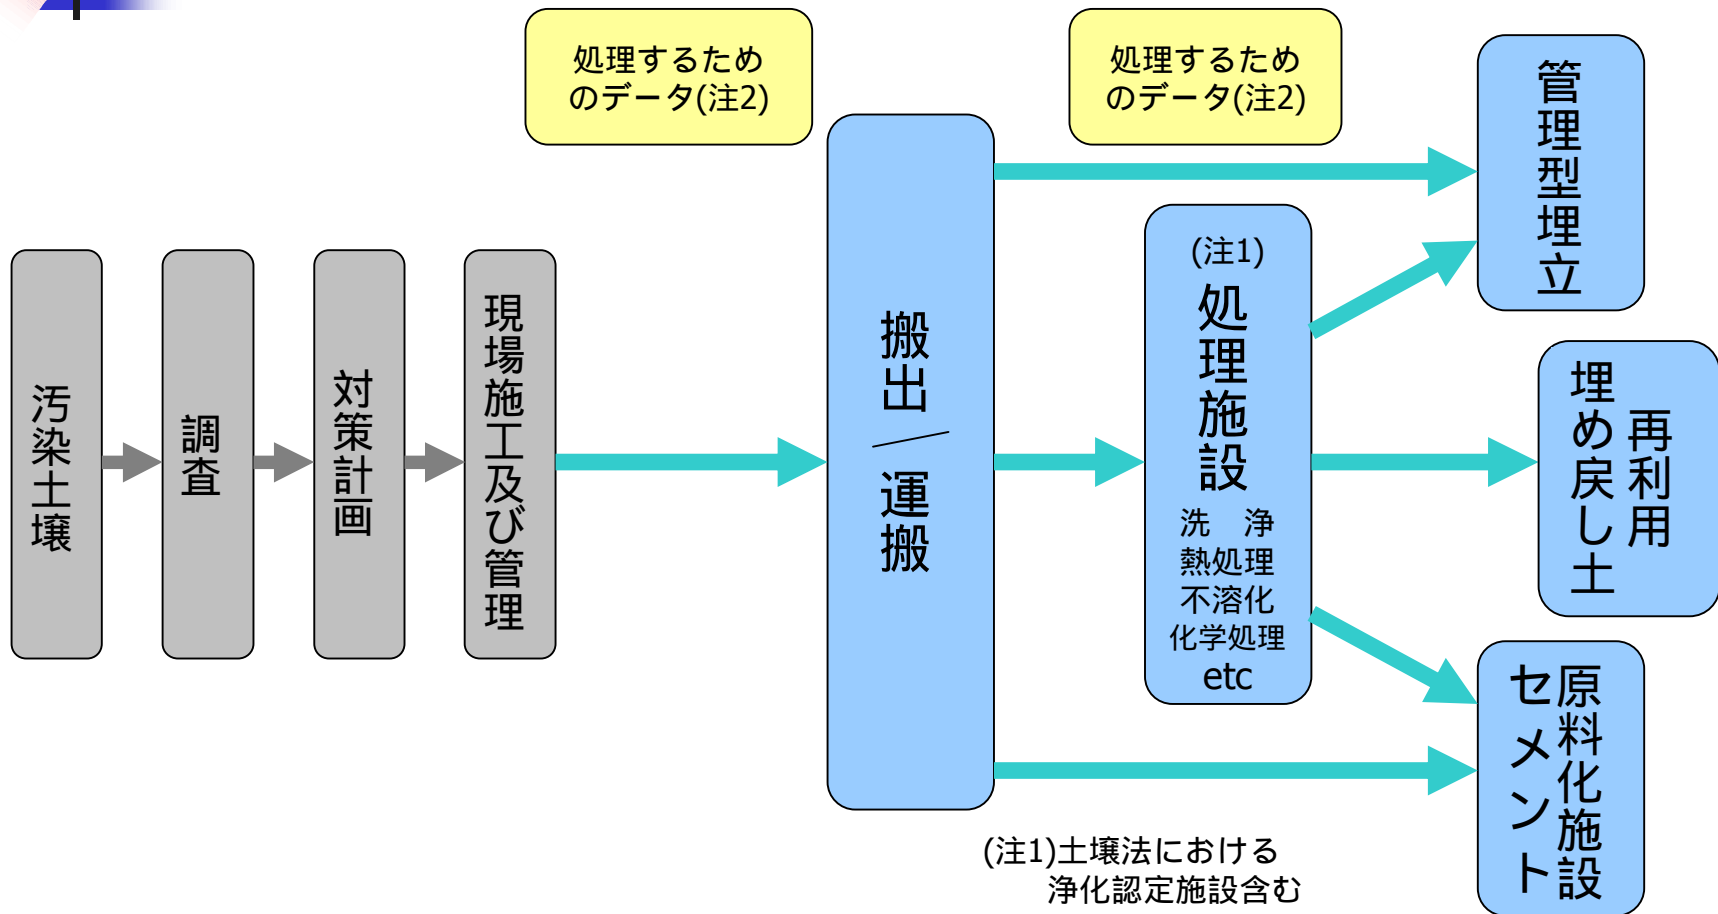 処理するため
のデータ(注2)
処理するため
のデータ(注2)
汚染土壌
調査
対策計画
現場施工及び管理
搬出/運搬
(注1)
処理施設
洗　浄
熱処理
不溶化
化学処理
etc
管理型埋立
再利用
埋め戻し土
原料化施設
セメント
(注1)土壌法における
浄化認定施設含む